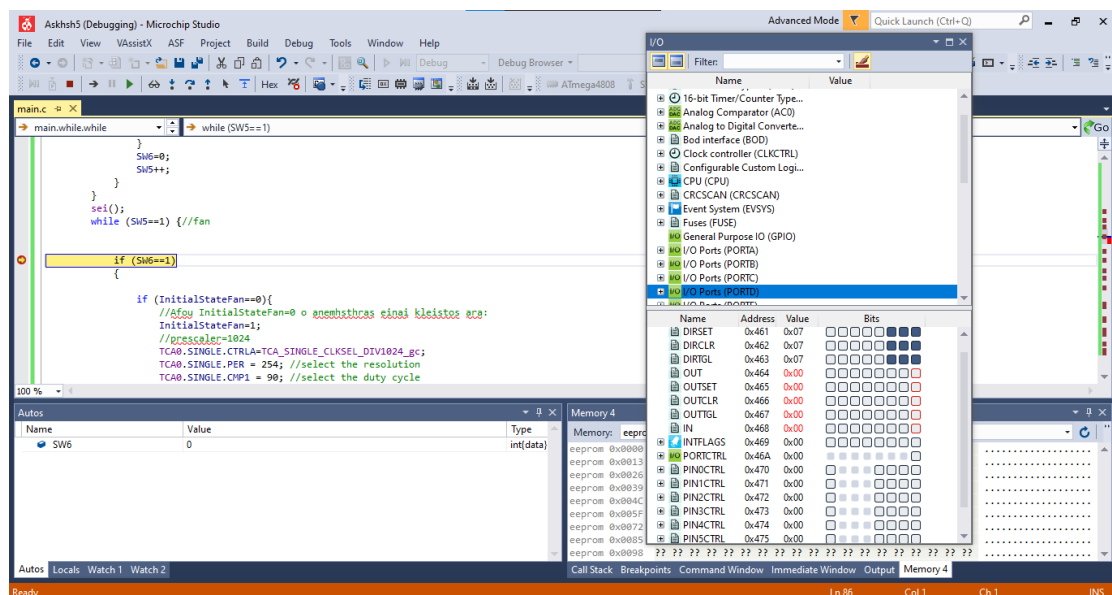 Askhsh5 (Debugging) - Microchip Studio
Advanced Mode
Quick Launch (Ctrl+Q)
File Edit View VAssistX ASF Project Build Debug Tools Window Help
Debug Debug Browser
Hex ATmega4808
main.c
main.while.while
while (SW5==1)
Go
}
SW6=0;
SW5++;
}
}
sei();
while (SW5==1) {//fan
if (SW6==1)
{
if (InitialStateFan==0){
//Afou InitialStateFan=0 o anemhsthras einai kleistos ara:
InitialStateFan=1;
//prescaler=1024
TCA0.SINGLE.CTRLA=TCA_SINGLE_CLKSEL_DIV1024_gc;
TCA0.SINGLE.PER = 254; //select the resolution
TCA0.SINGLE.CMP1 = 90; //select the duty cycle
100 %
I/O
Filter:
Name Value
16-bit Timer/Counter Type...
Analog Comparator (AC0)
Analog to Digital Converte...
Bod interface (BOD)
Clock controller (CLKCTRL)
Configurable Custom Logi...
CPU (CPU)
CRCSCAN (CRCSCAN)
Event System (EVSYS)
Fuses (FUSE)
General Purpose IO (GPIO)
I/O Ports (PORTA)
I/O Ports (PORTB)
I/O Ports (PORTC)
I/O Ports (PORTD)
Name Address Value Bits
DIRSET 0x461 0x07
DIRCLR 0x462 0x07
DIRTGL 0x463 0x07
OUT 0x464 0x00
OUTSET 0x465 0x00
OUTCLR 0x466 0x00
OUTTGL 0x467 0x00
IN 0x468 0x00
INTFLAGS 0x469 0x00
PORTCTRL 0x46A 0x00
PIN0CTRL 0x470 0x00
PIN1CTRL 0x471 0x00
PIN2CTRL 0x472 0x00
PIN3CTRL 0x473 0x00
PIN4CTRL 0x474 0x00
PIN5CTRL 0x475 0x00
Autos
Name Value Type
SW6 0 int{data}
Autos Locals Watch 1 Watch 2
Memory 4
Memory: eepro
eeprom 0x0000
eeprom 0x0013
eeprom 0x0026
eeprom 0x0039
eeprom 0x004C
eeprom 0x005F
eeprom 0x0072
eeprom 0x0085
eeprom 0x0098 ?? ?? ?? ?? ?? ?? ?? ?? ?? ?? ?? ?? ?? ?? ?? ?? ?? ?? ??
Call Stack Breakpoints Command Window Immediate Window Output Memory 4
Ready Ln 86 Col 1 Ch 1 INS